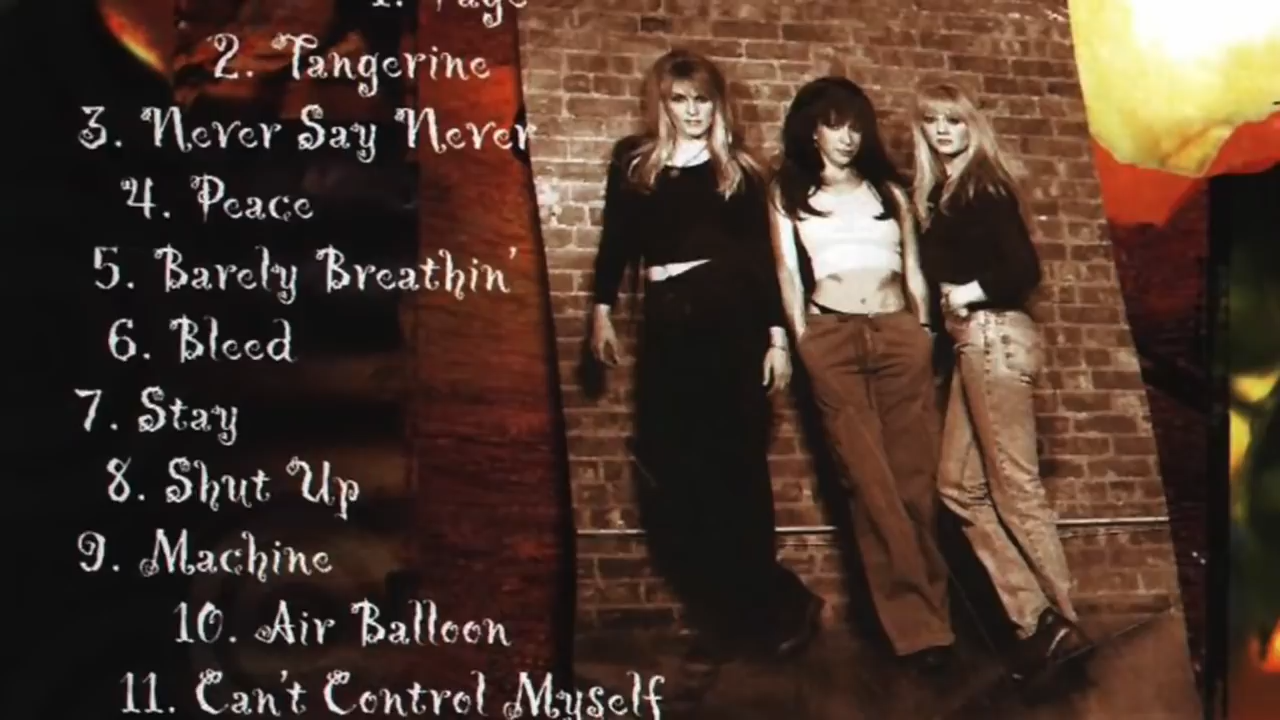 2. Tangerine
3. Never Say Never
4. Peace
5. Barely Breathin'
6. Bleed
7. Stay
8. Shut Up
9. Machine
10. Air Balloon
11. Can't Control Myself